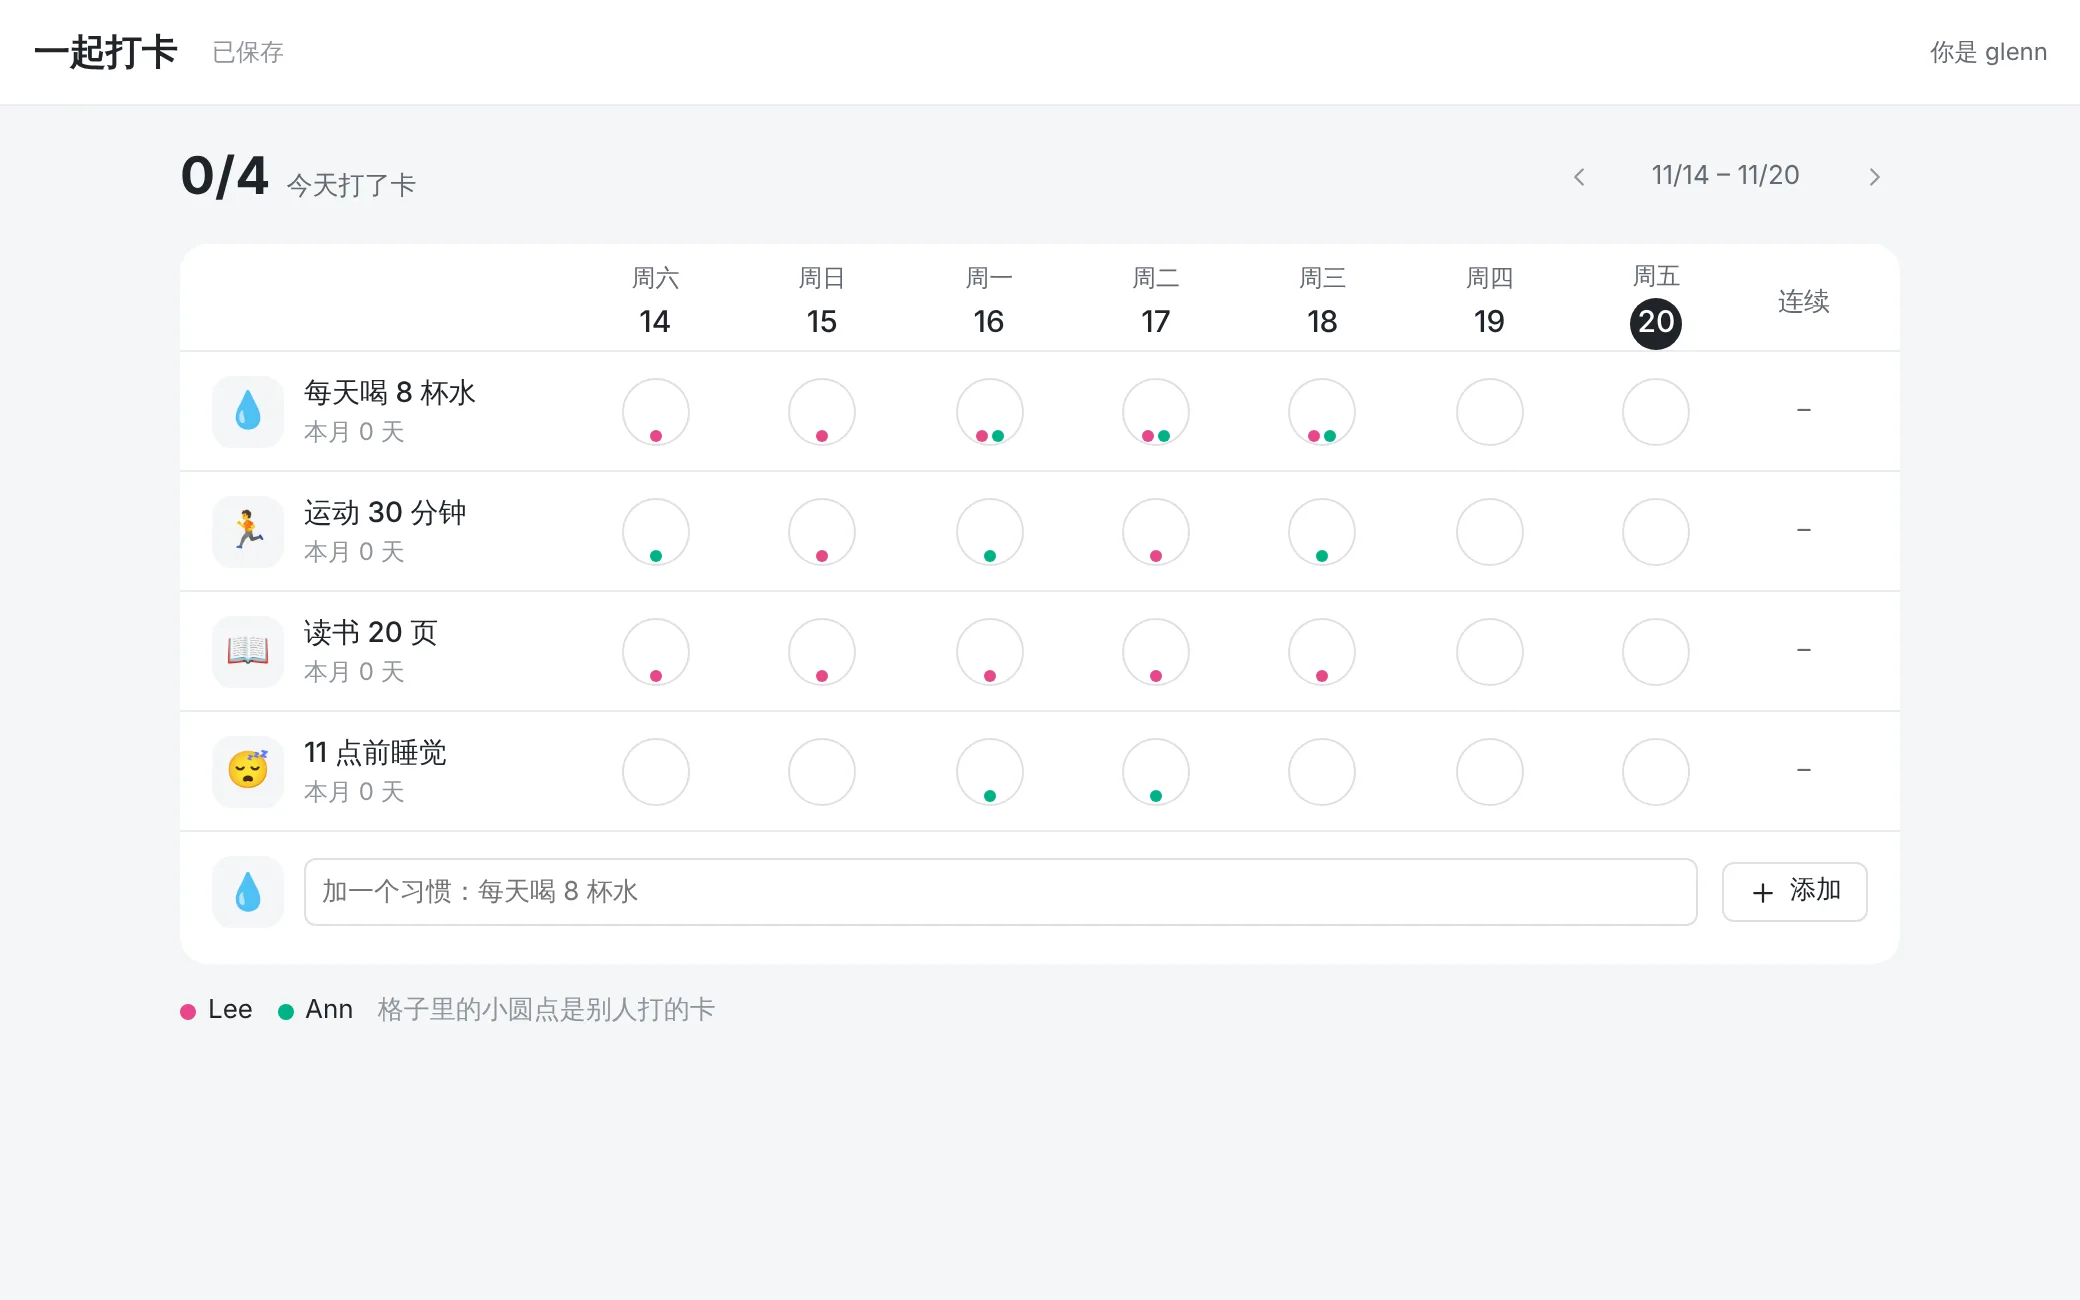 一起打卡 已保存 你是 glenn
0/4 今天打了卡 11/14 – 11/20
周六 周日 周一 周二 周三 周四 周五 连续
14 15 16 17 18 19 20
每天喝 8 杯水
本月 0 天
–
运动 30 分钟
本月 0 天
–
读书 20 页
本月 0 天
–
11 点前睡觉
本月 0 天
–
加一个习惯：每天喝 8 杯水 添加
Lee Ann 格子里的小圆点是别人打的卡